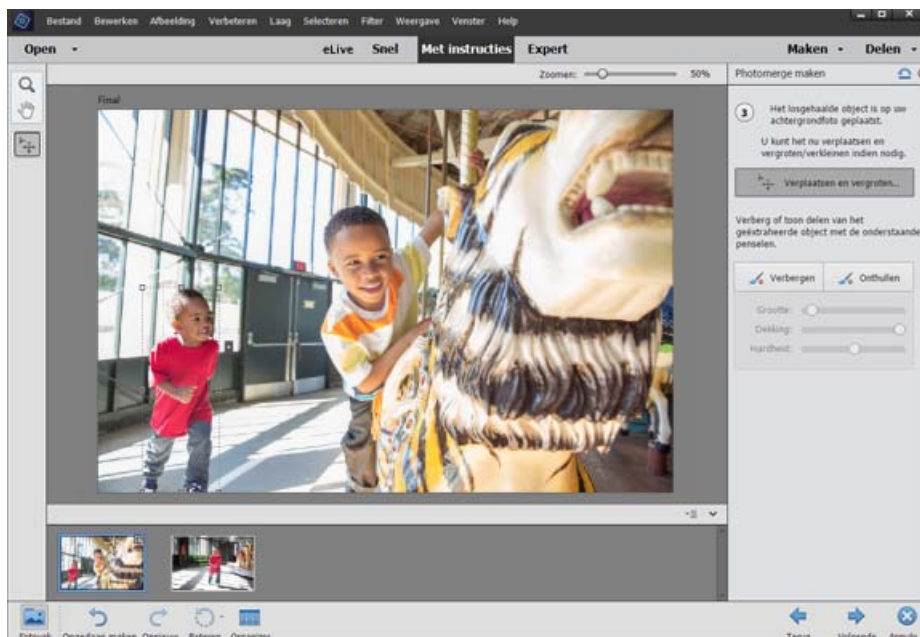 Bestand Bewerken Afbeelding Verbeteren Laag Selecteren Filter Weergave Venster Help
Open eLive Snel Met instructies Expert Maken Delen
Zoomen: 50% Photomerge maken
Final
3 Het losgehaalde object is op uw
achtergrondfoto geplaatst.
U kunt het nu verplaatsen en
vergroten/verkleinen indien nodig.
Verplaatsen en vergroten...
Verberg of toon delen van het
geëxtraheerde object met de onderstaande
penselen.
Verbergen Onthullen
Grootte:
Dekking:
Hardheid:
Fotovak Ongedaan maken Opnieuw Roteren Organizer Terug Volgende